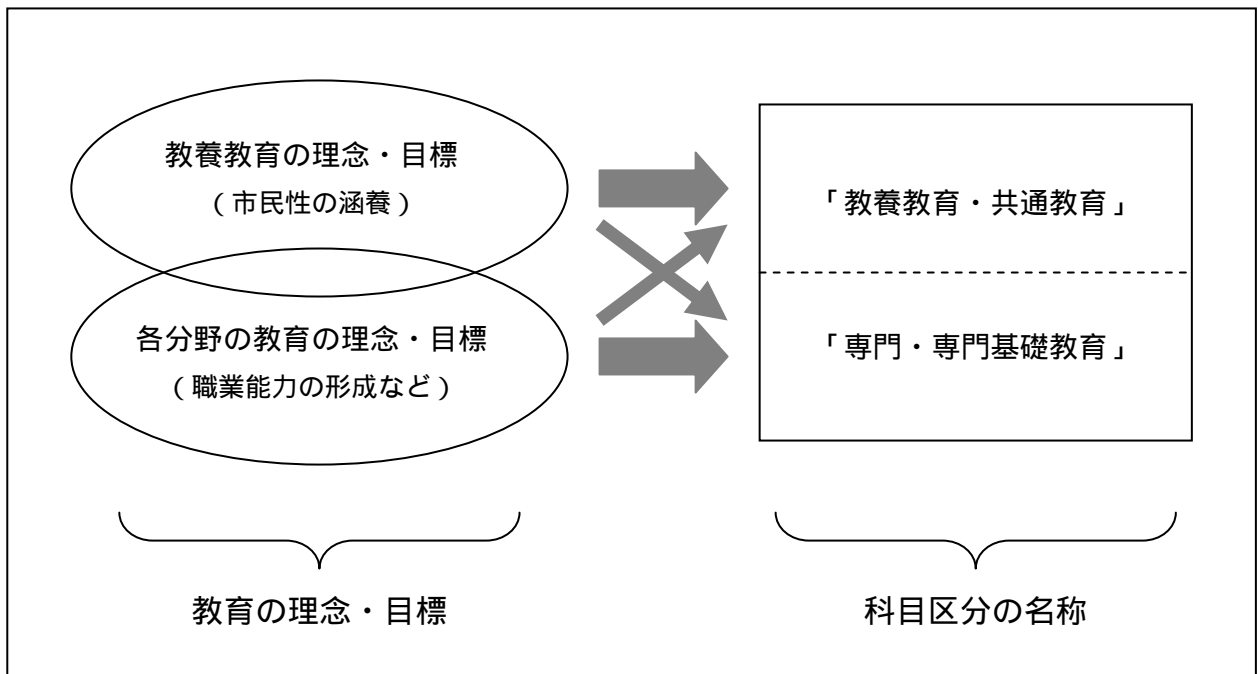 教養教育の理念・目標
（市民性の涵養）
各分野の教育の理念・目標
（職業能力の形成など）
教育の理念・目標
「教養教育・共通教育」
「専門・専門基礎教育」
科目区分の名称